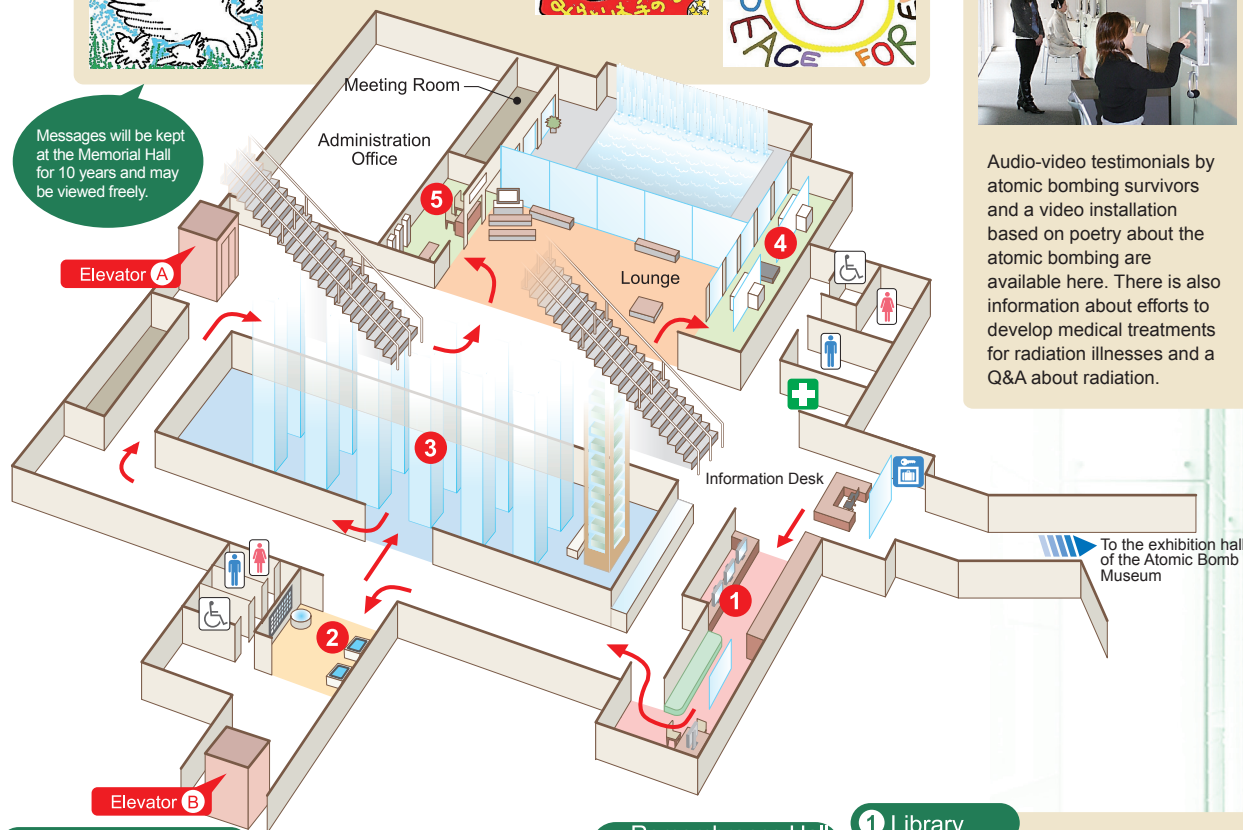 PEACE FOR
Meeting Room
Administration
Office
Messages will be kept
at the Memorial Hall
for 10 years and may
be viewed freely.
5
4
Elevator A
Lounge
Audio-video testimonials by
atomic bombing survivors
and a video installation
based on poetry about the
atomic bombing are
available here. There is also
information about efforts to
develop medical treatments
for radiation illnesses and a
Q&A about radiation.
3
Information Desk
To the exhibition hall
of the Atomic Bomb
Museum
1
2
Elevator B
1 Library